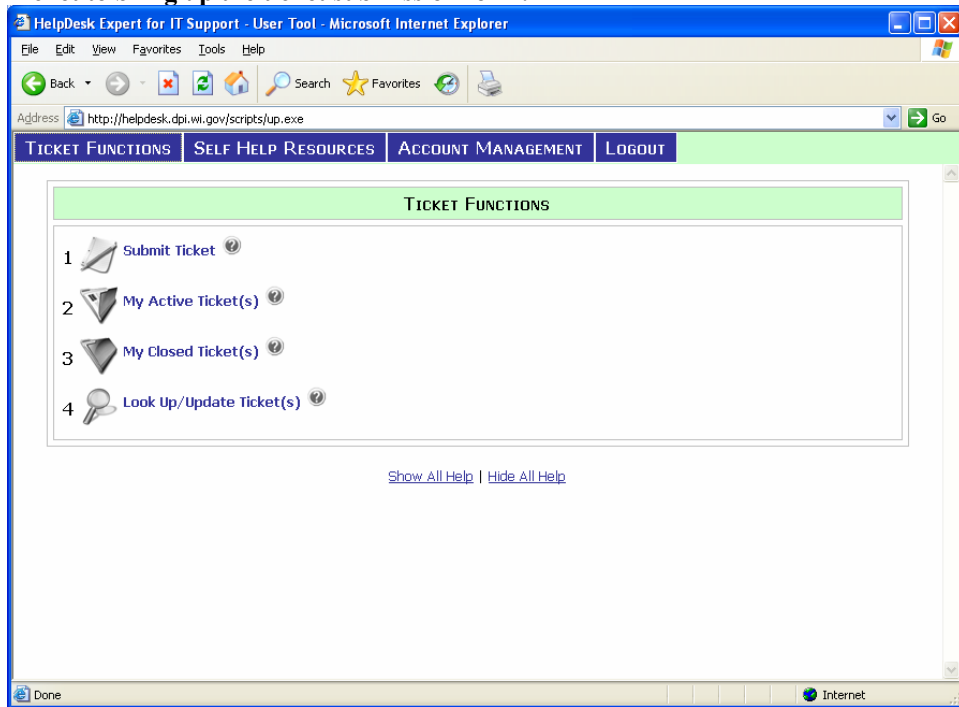 HelpDesk Expert for IT Support - User Tool - Microsoft Internet Explorer
File Edit View Favorites Tools Help
Back Search Favorites
Address http://helpdesk.dpi.wi.gov/scripts/up.exe Go
TICKET FUNCTIONS SELF HELP RESOURCES ACCOUNT MANAGEMENT LOGOUT
TICKET FUNCTIONS
1 Submit Ticket ?
2 My Active Ticket(s) ?
3 My Closed Ticket(s) ?
4 Look Up/Update Ticket(s) ?
Show All Help | Hide All Help
Done Internet